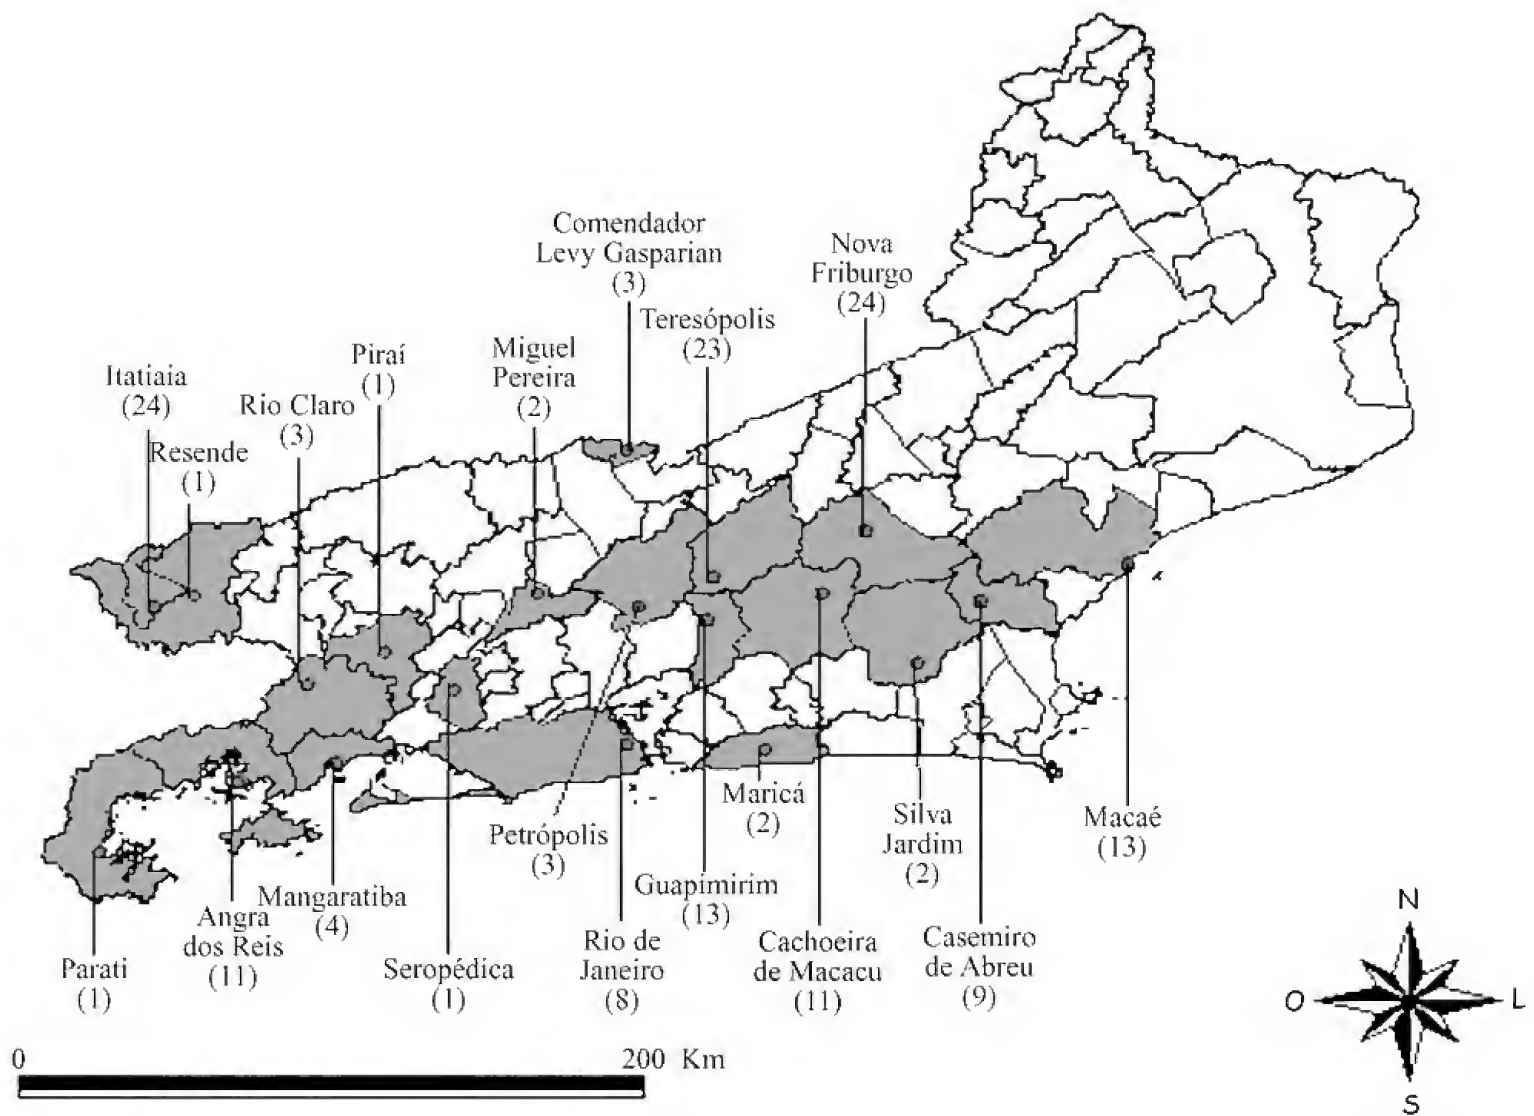 Comendador
Levy Gasparian
(3)
Nova
Friburgo
(24)
Teresópolis
(23)
Miguel
Pereira
(2)
Piraí
(1)
Itatiaia
(24)
Rio Claro
(3)
Resende
(1)
Maricá
(2)
Silva
Jardim
(2)
Macaé
(13)
Petrópolis
(3)
Guapimirim
(13)
Mangaratiba
(4)
Angra
dos Reis
(11)
Parati
(1)
Seropédica
(1)
Rio de
Janeiro
(8)
Cachoeira
de Macacu
(11)
Casemiro
de Abreu
(9)
N
O
L
S
0
200 Km